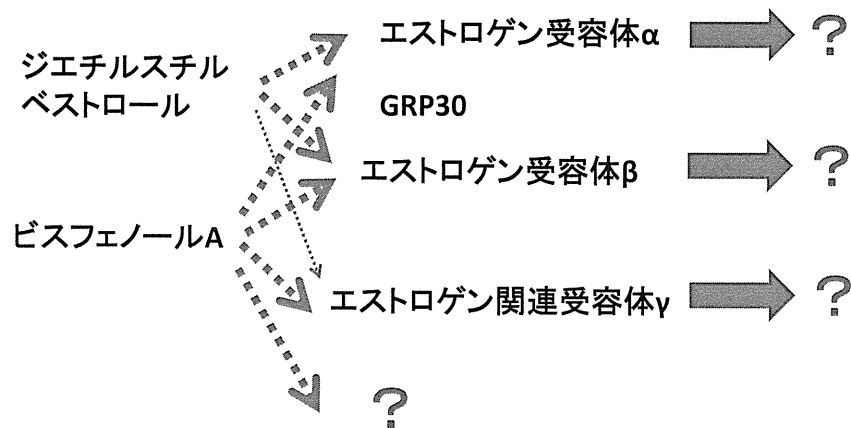 エストロゲン受容体α
?
ジエチルスチル
ベストロール
GRP30
エストロゲン受容体β
?
ビスフェノールA
エストロゲン関連受容体γ
?
?